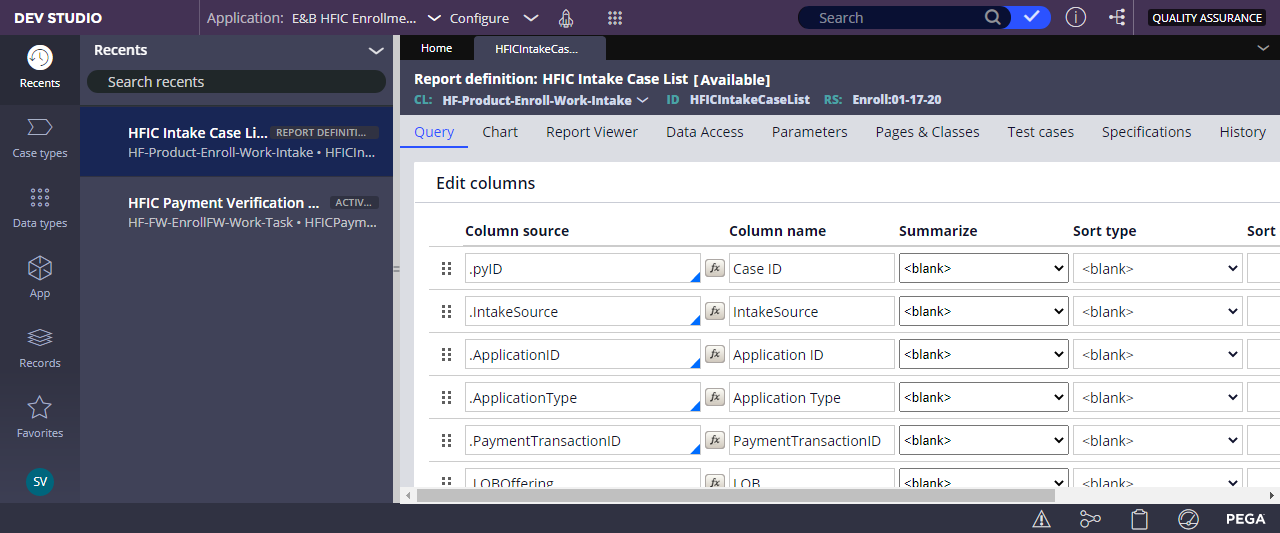 DEV STUDIO
Application: E&B HFIC Enrollme... Configure Search QUALITY ASSURANCE
Recents
Case types
Data types
App
Records
Favorites
SV
Recents
Search recents
HFIC Intake Case Li... REPORT DEFINITI...
HF-Product-Enroll-Work-Intake • HFICIn...
HFIC Payment Verification ... ACTIV...
HF-FW-EnrollFW-Work-Task • HFICPaym...
Home HFICIntakeCas...
Report definition: HFIC Intake Case List [Available]
CL: HF-Product-Enroll-Work-Intake ID HFICIntakeCaseList RS: Enroll:01-17-20
Query Chart Report Viewer Data Access Parameters Pages & Classes Test cases Specifications History
Edit columns
Column source Column name Summarize Sort type Sort
.pyID fx Case ID <blank> <blank>
.IntakeSource fx IntakeSource <blank> <blank>
.ApplicationID fx Application ID <blank> <blank>
.ApplicationType fx Application Type <blank> <blank>
.PaymentTransactionID fx PaymentTransactionID <blank> <blank>
.LOBOffering fx LOB <blank> <blank>
PEGA